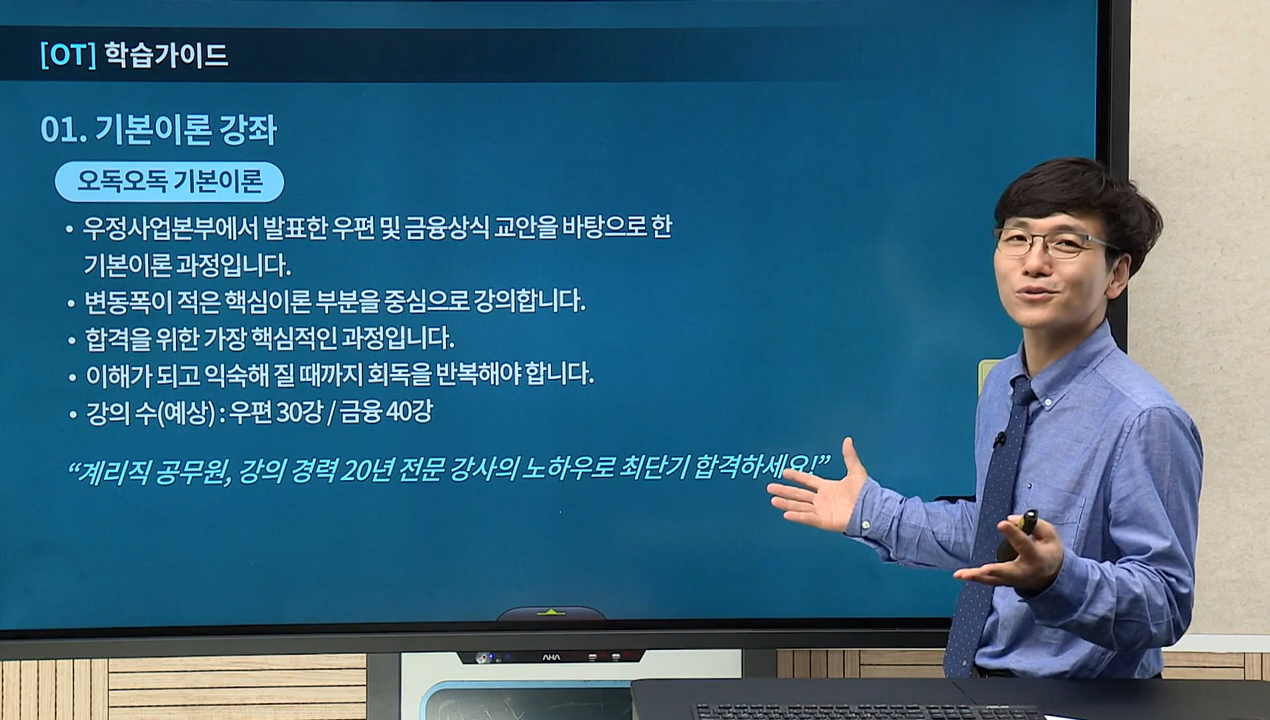 [OT] 학습가이드
01. 기본이론 강좌
오독오독 기본이론
• 우정사업본부에서 발표한 우편 및 금융상식 교안을 바탕으로 한
기본이론 과정입니다.
• 변동폭이 적은 핵심이론 부분을 중심으로 강의합니다.
• 합격을 위한 가장 핵심적인 과정입니다.
• 이해가 되고 익숙해 질 때까지 회독을 반복해야 합니다.
• 강의 수(예상) : 우편 30강 / 금융 40강
“계리직 공무원, 강의 경력 20년 전문 강사의 노하우로 최단기 합격하세요!”
AHA